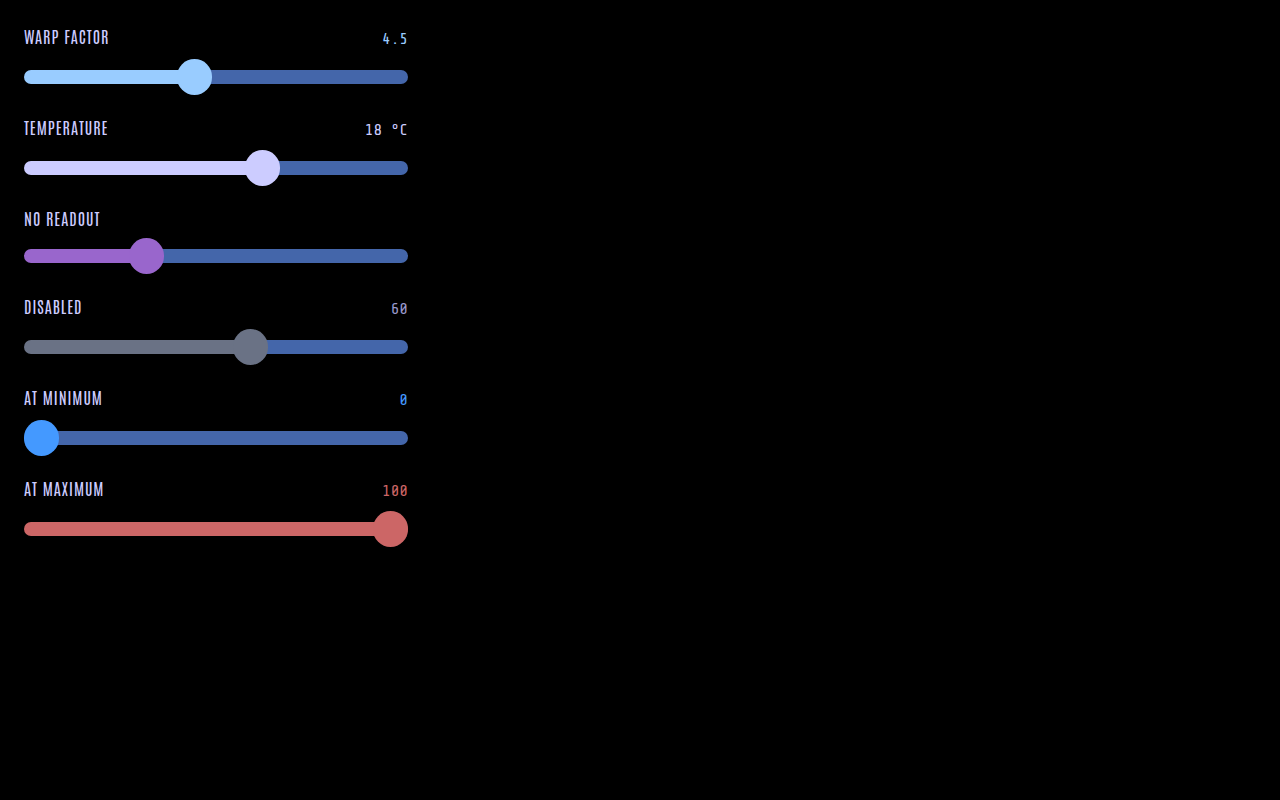 WARP FACTOR 4.5
TEMPERATURE 18 °C
NO READOUT
DISABLED 60
AT MINIMUM 0
AT MAXIMUM 100